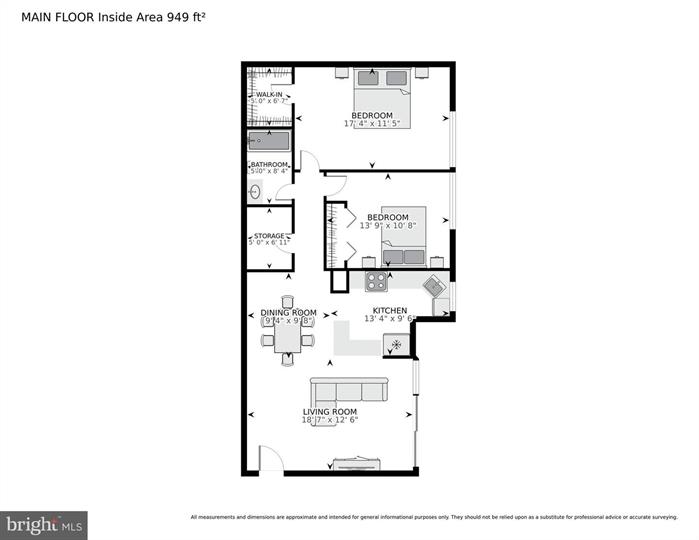 MAIN FLOOR Inside Area 949 ft²
WALK-IN
5' 0" x 6' 7"
BEDROOM
17' 4" x 11' 5"
BATHROOM
5' 0" x 8' 4"
BEDROOM
13' 9" x 10' 8"
STORAGE
5' 0" x 6' 11"
DINING ROOM
9' 4" x 9' 8"
KITCHEN
13' 4" x 9' 6"
LIVING ROOM
18' 7" x 12' 6"
All measurements and dimensions are approximate and intended for general informational purposes only. They should not be relied upon as a substitute for professional advice or accurate surveying.
bright MLS